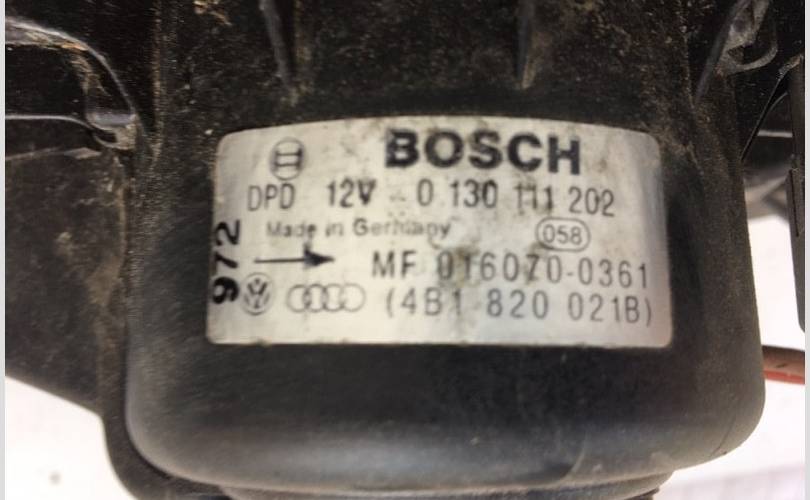 BOSCH
DPD 12V 0 130 111 202
Made in Germany
058
972
MF 016070-0361
(4B1 820 021B)